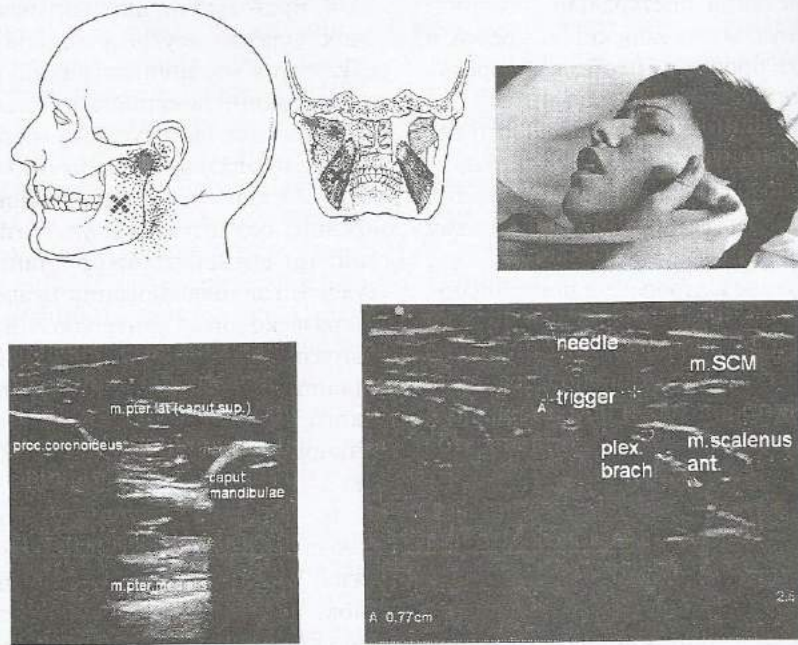 m.pter.lat (caput sup.)
proc.coronoideus
caput
mandibulae
m.pter.medialis
needle
m.SCM
trigger
A
plex.
brach
m.scalenus
ant.
A 0.77cm